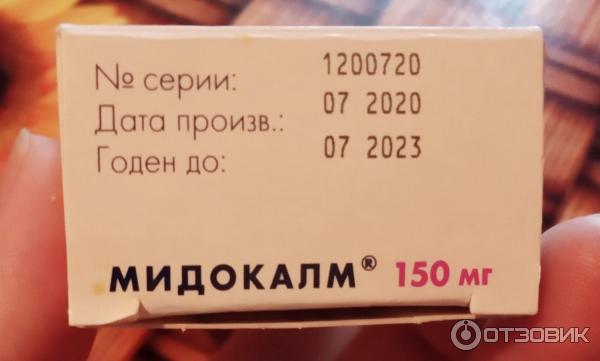 № серии: 1200720
Дата произв.: 07 2020
Годен до: 07 2023
МИДОКАЛМ® 150 мг
ОТЗОВИК